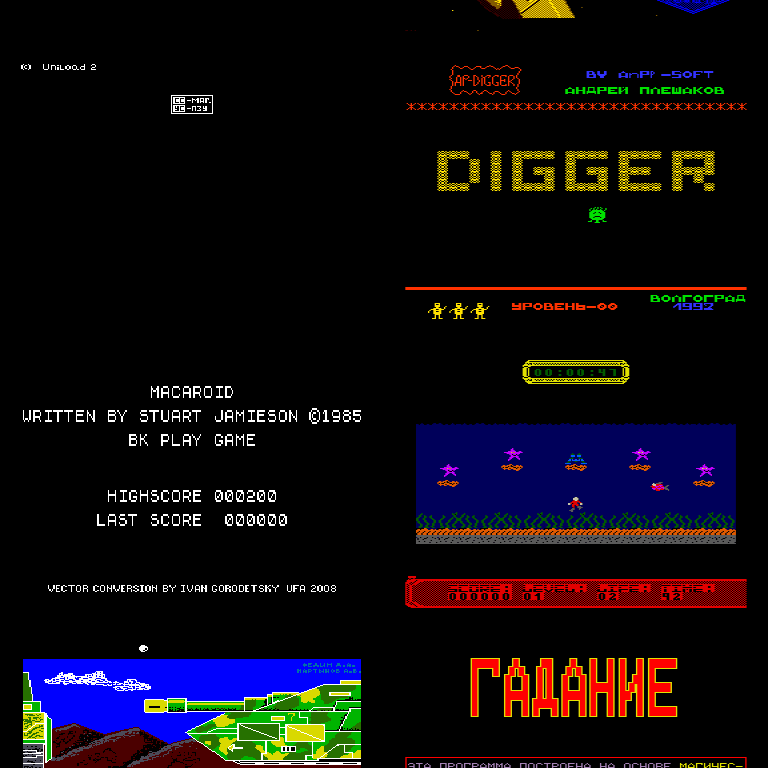 © UniLoad 2
MACAROID
WRITTEN BY STUART JAMIESON ©1985
BK PLAY GAME
HIGHSCORE 000200
LAST SCORE 000000
VECTOR CONVERSION BY IVAN GORODETSKY UFA 2008
AP-DIGGER
BY AnPi-SOFT
АНДРЕЙ ПЛЕШАКОВ
DIGGER
ВОЛГОГРАД
УРОВЕНЬ-00
1992
00:00:47
ГАДАНИЕ
ЭТА ПРОГРАММА ПОСТРОЕНА НА ОСНОВЕ МАГИЧЕС-